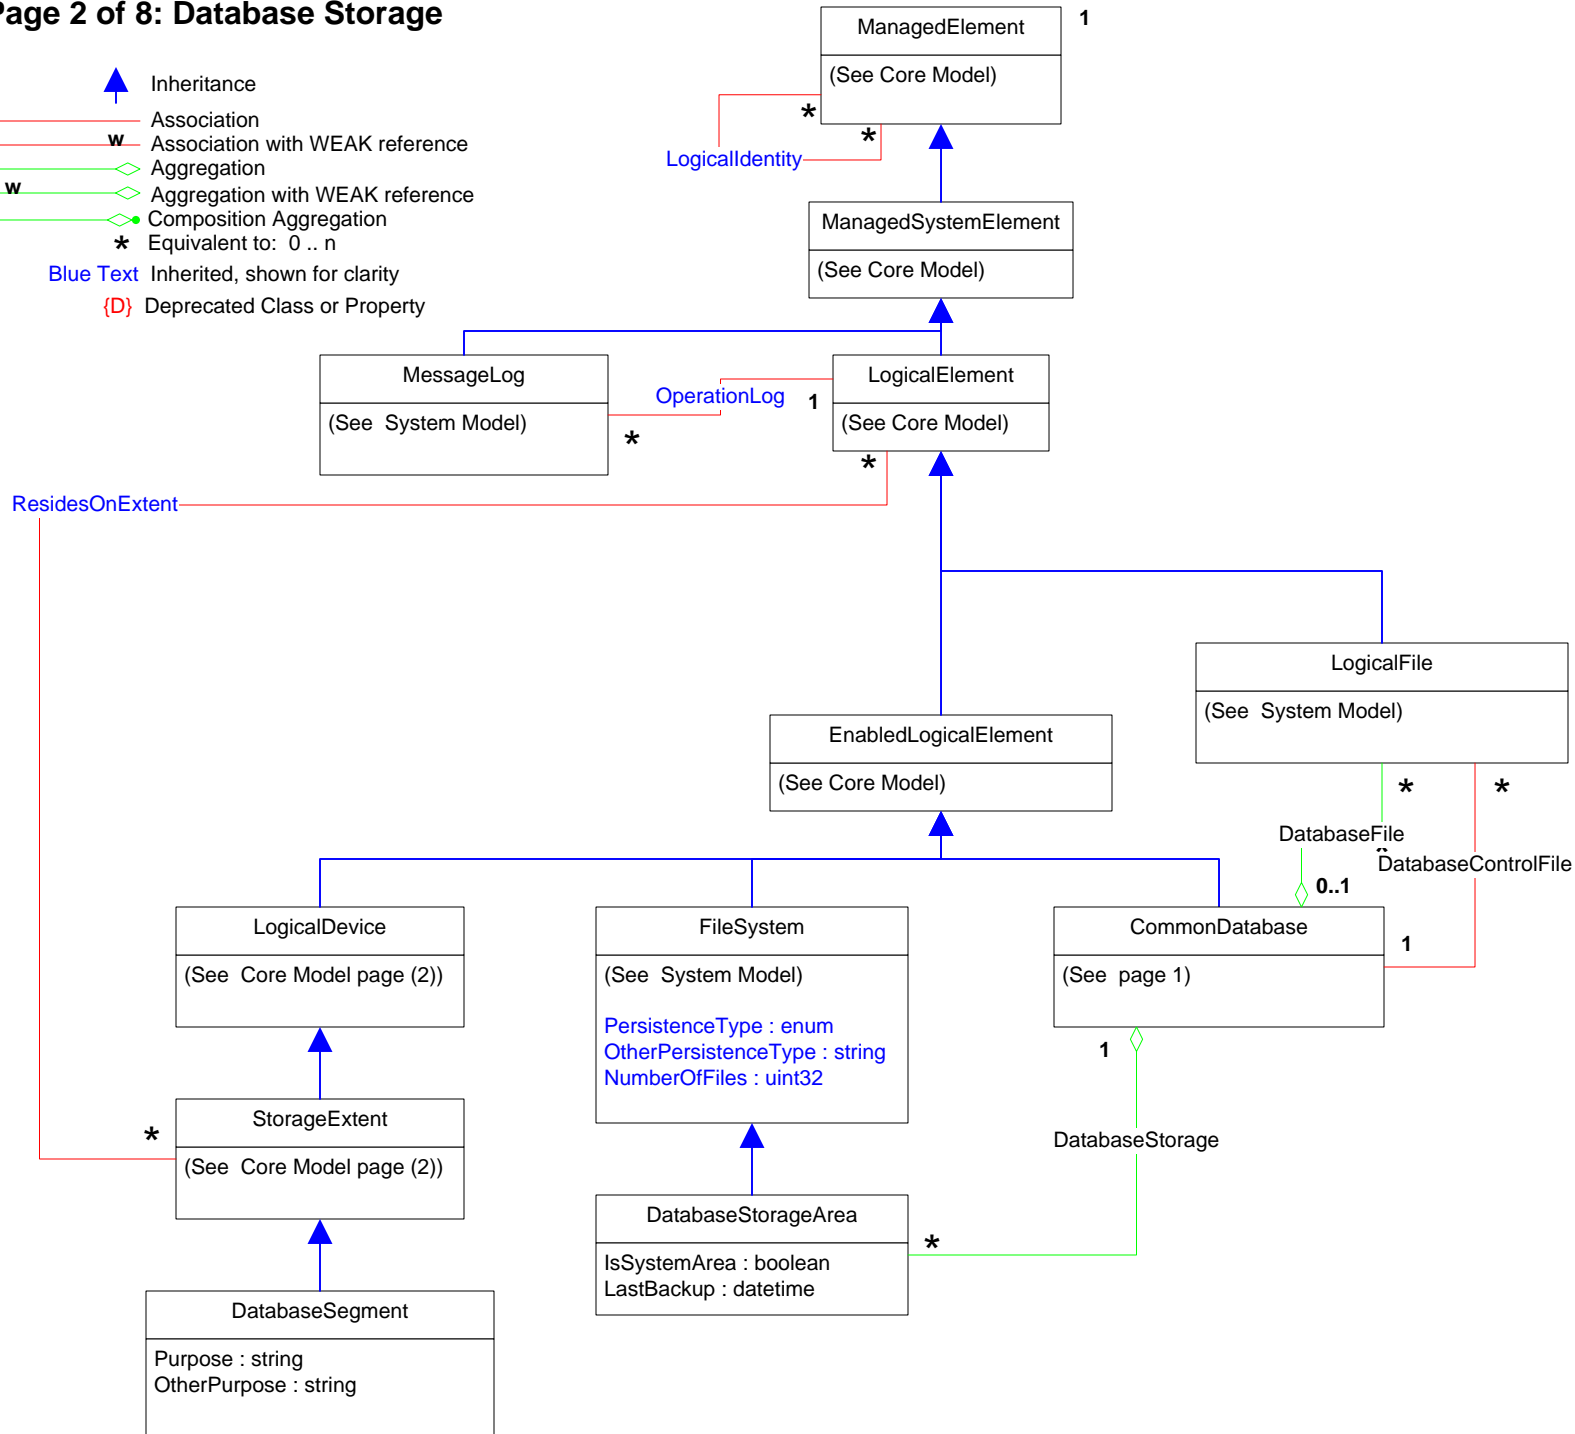 Page 2 of 8: Database Storage
Inheritance
Association
w Association with WEAK reference
Aggregation
w Aggregation with WEAK reference
Composition Aggregation
* Equivalent to: 0 .. n
Blue Text Inherited, shown for clarity
{D} Deprecated Class or Property
ManagedElement
1
(See Core Model)
*
*
LogicalIdentity
ManagedSystemElement
(See Core Model)
MessageLog
(See System Model)
OperationLog
1
*
LogicalElement
(See Core Model)
*
ResidesOnExtent
LogicalFile
(See System Model)
EnabledLogicalElement
(See Core Model)
*
*
DatabaseFile
DatabaseControlFile
0..1
LogicalDevice
(See Core Model page (2))
FileSystem
(See System Model)
PersistenceType : enum
OtherPersistenceType : string
NumberOfFiles : uint32
CommonDatabase
(See page 1)
1
1
StorageExtent
(See Core Model page (2))
*
DatabaseStorage
DatabaseStorageArea
IsSystemArea : boolean
LastBackup : datetime
*
DatabaseSegment
Purpose : string
OtherPurpose : string